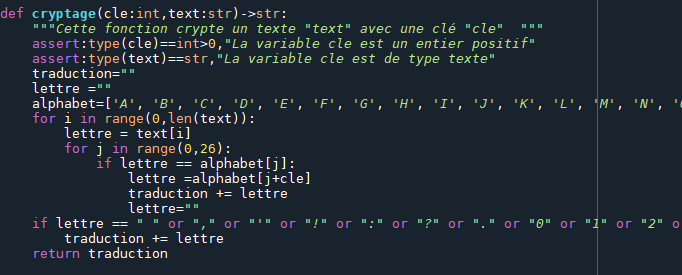 def cryptage(cle:int,text:str)->str:
    """Cette fonction crypte un texte "text" avec une clé "cle"  """
    assert:type(cle)==int>0,"La variable cle est un entier positif"
    assert:type(text)==str,"La variable cle est de type texte"
    traduction=""
    lettre =""
    alphabet=['A', 'B', 'C', 'D', 'E', 'F', 'G', 'H', 'I', 'J', 'K', 'L', 'M', 'N', '
    for i in range(0,len(text)):
        lettre = text[i]
        for j in range(0,26):
            if lettre == alphabet[j]:
                lettre =alphabet[j+cle]
                traduction += lettre
                lettre=""
    if lettre == " " or "," or "'" or "!" or ":" or "?" or "." or "0" or "1" or "2" o
        traduction += lettre
    return traduction